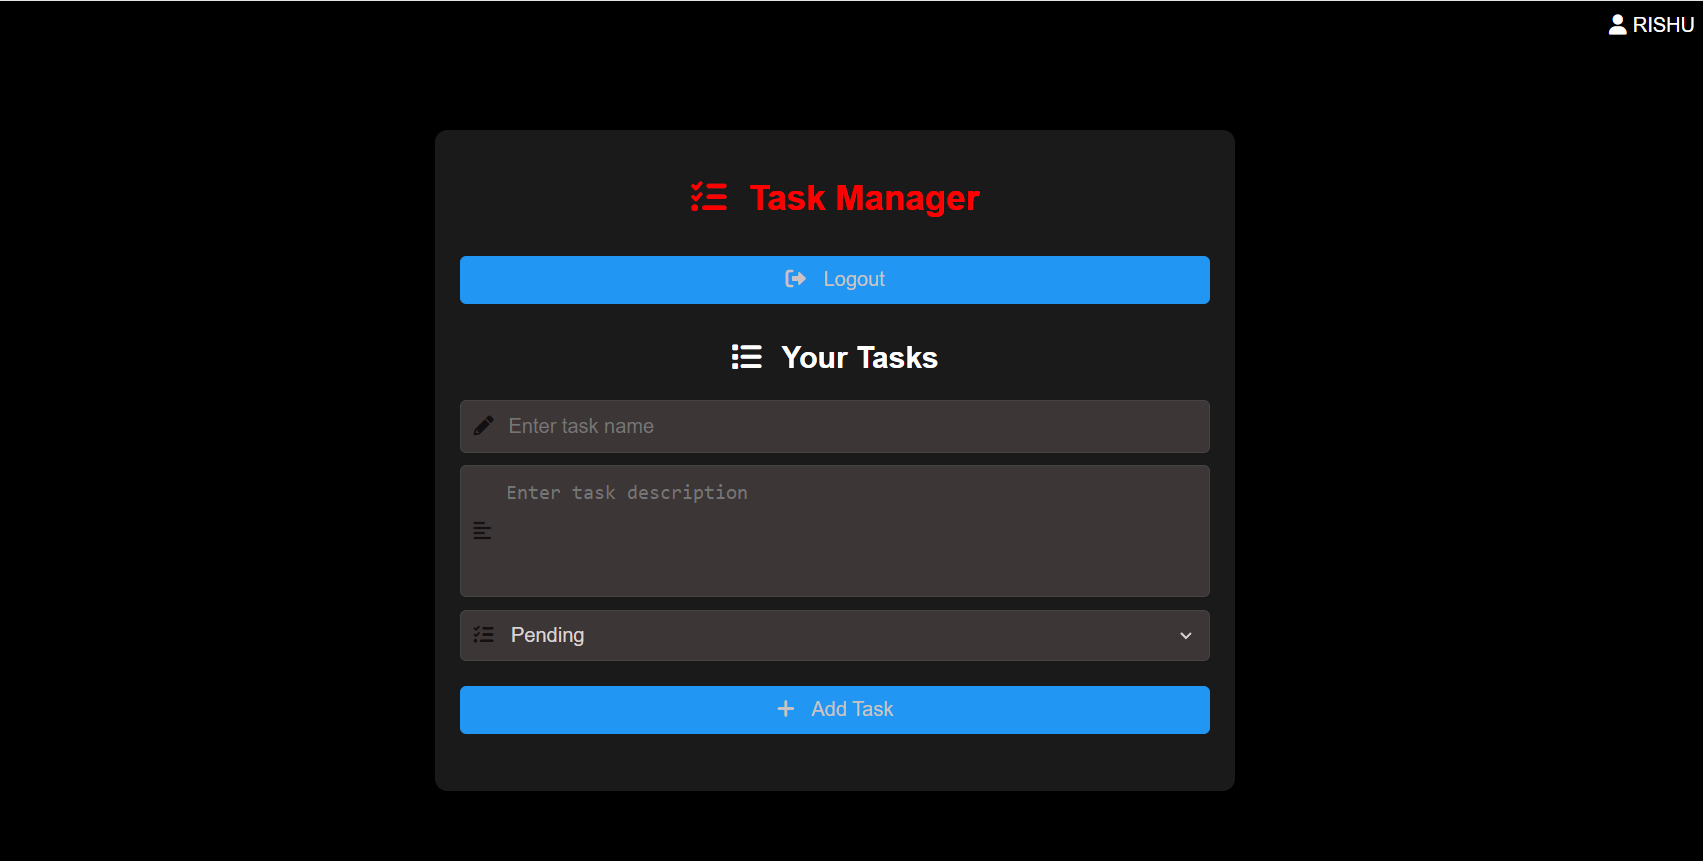 RISHU
Task Manager
Logout
Your Tasks
Enter task name
Enter task description
Pending
Add Task